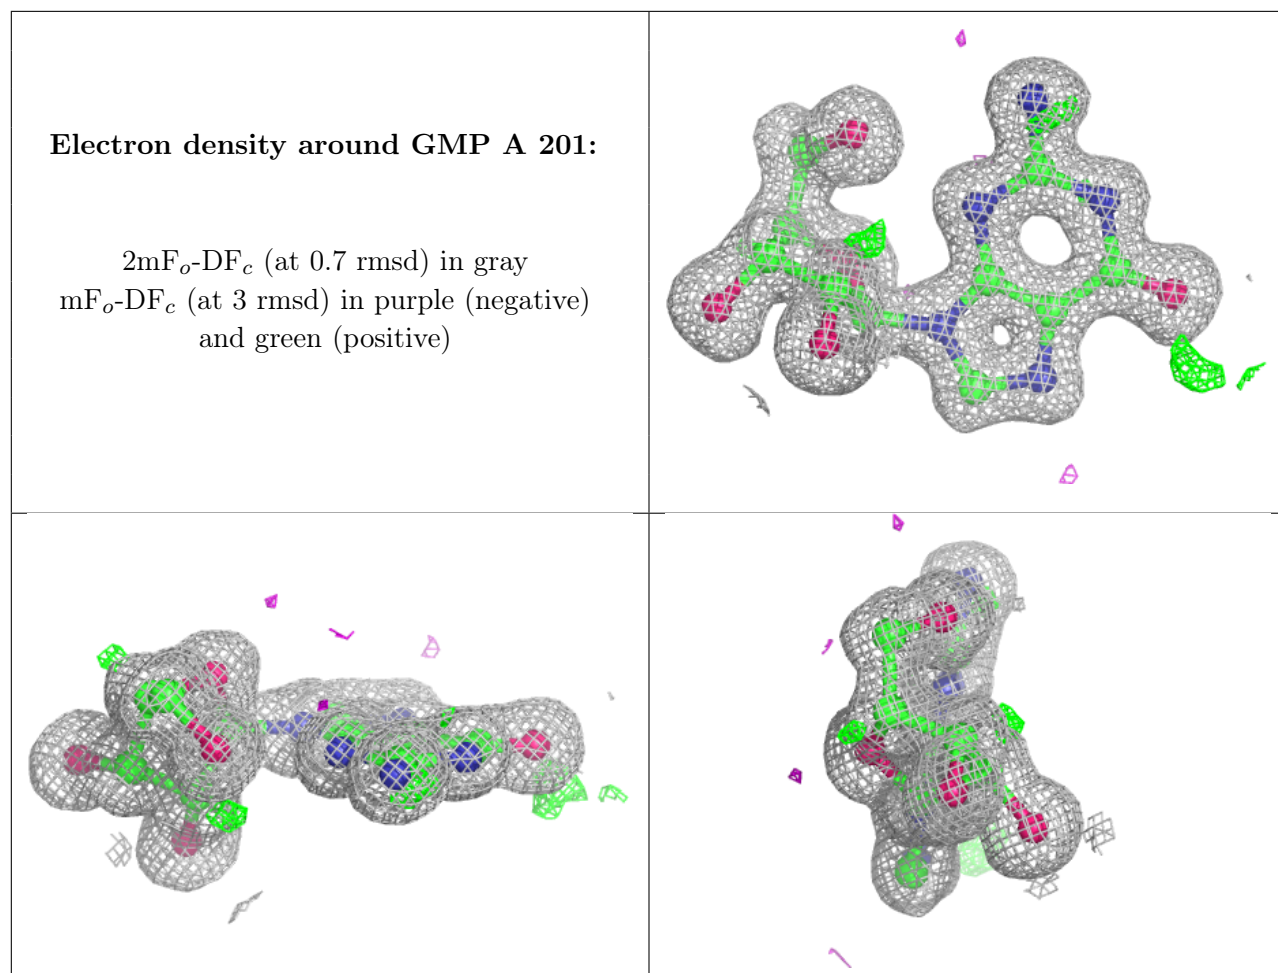 Electron density around GMP A 201:
2mFo-DFc (at 0.7 rmsd) in gray
mFo-DFc (at 3 rmsd) in purple (negative)
and green (positive)